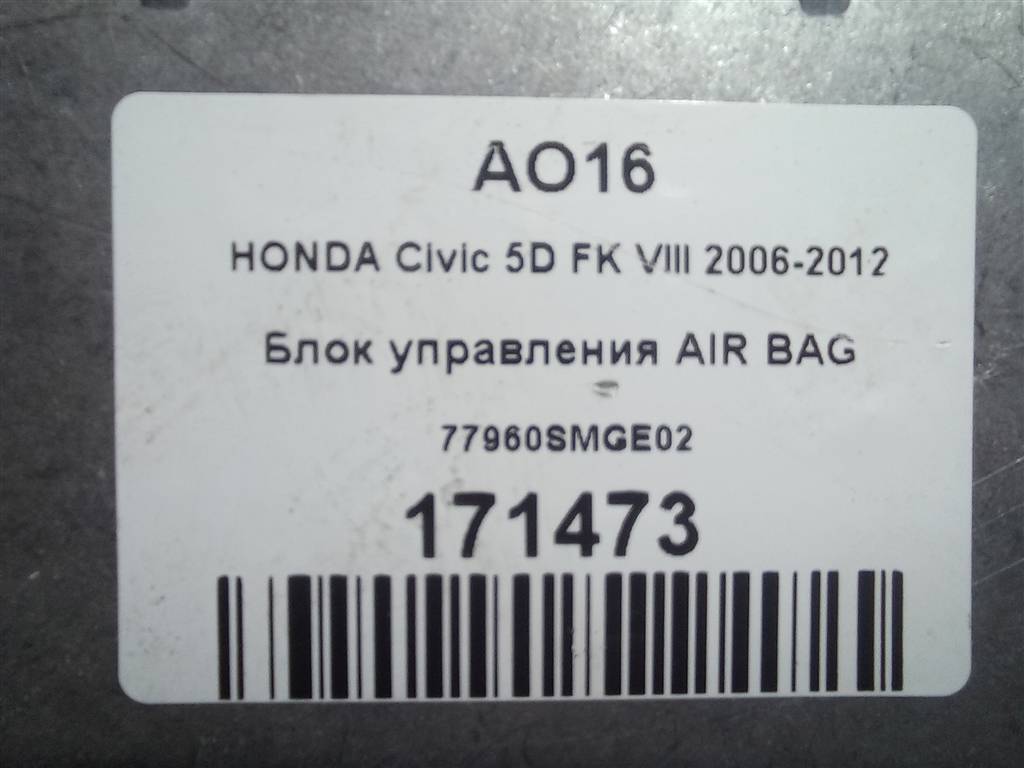 AO16
HONDA Civic 5D FK VIII 2006-2012
Блок управления AIR BAG
77960SMGE02
171473